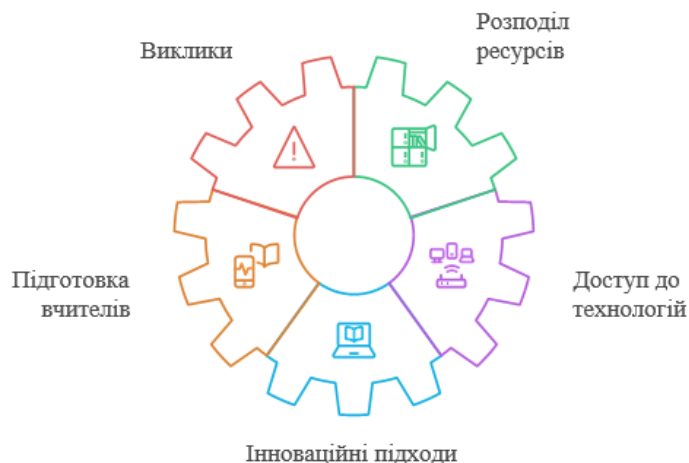 Виклики
Розподіл
ресурсів
Підготовка
вчителів
Доступ до
технологій
Інноваційні підходи